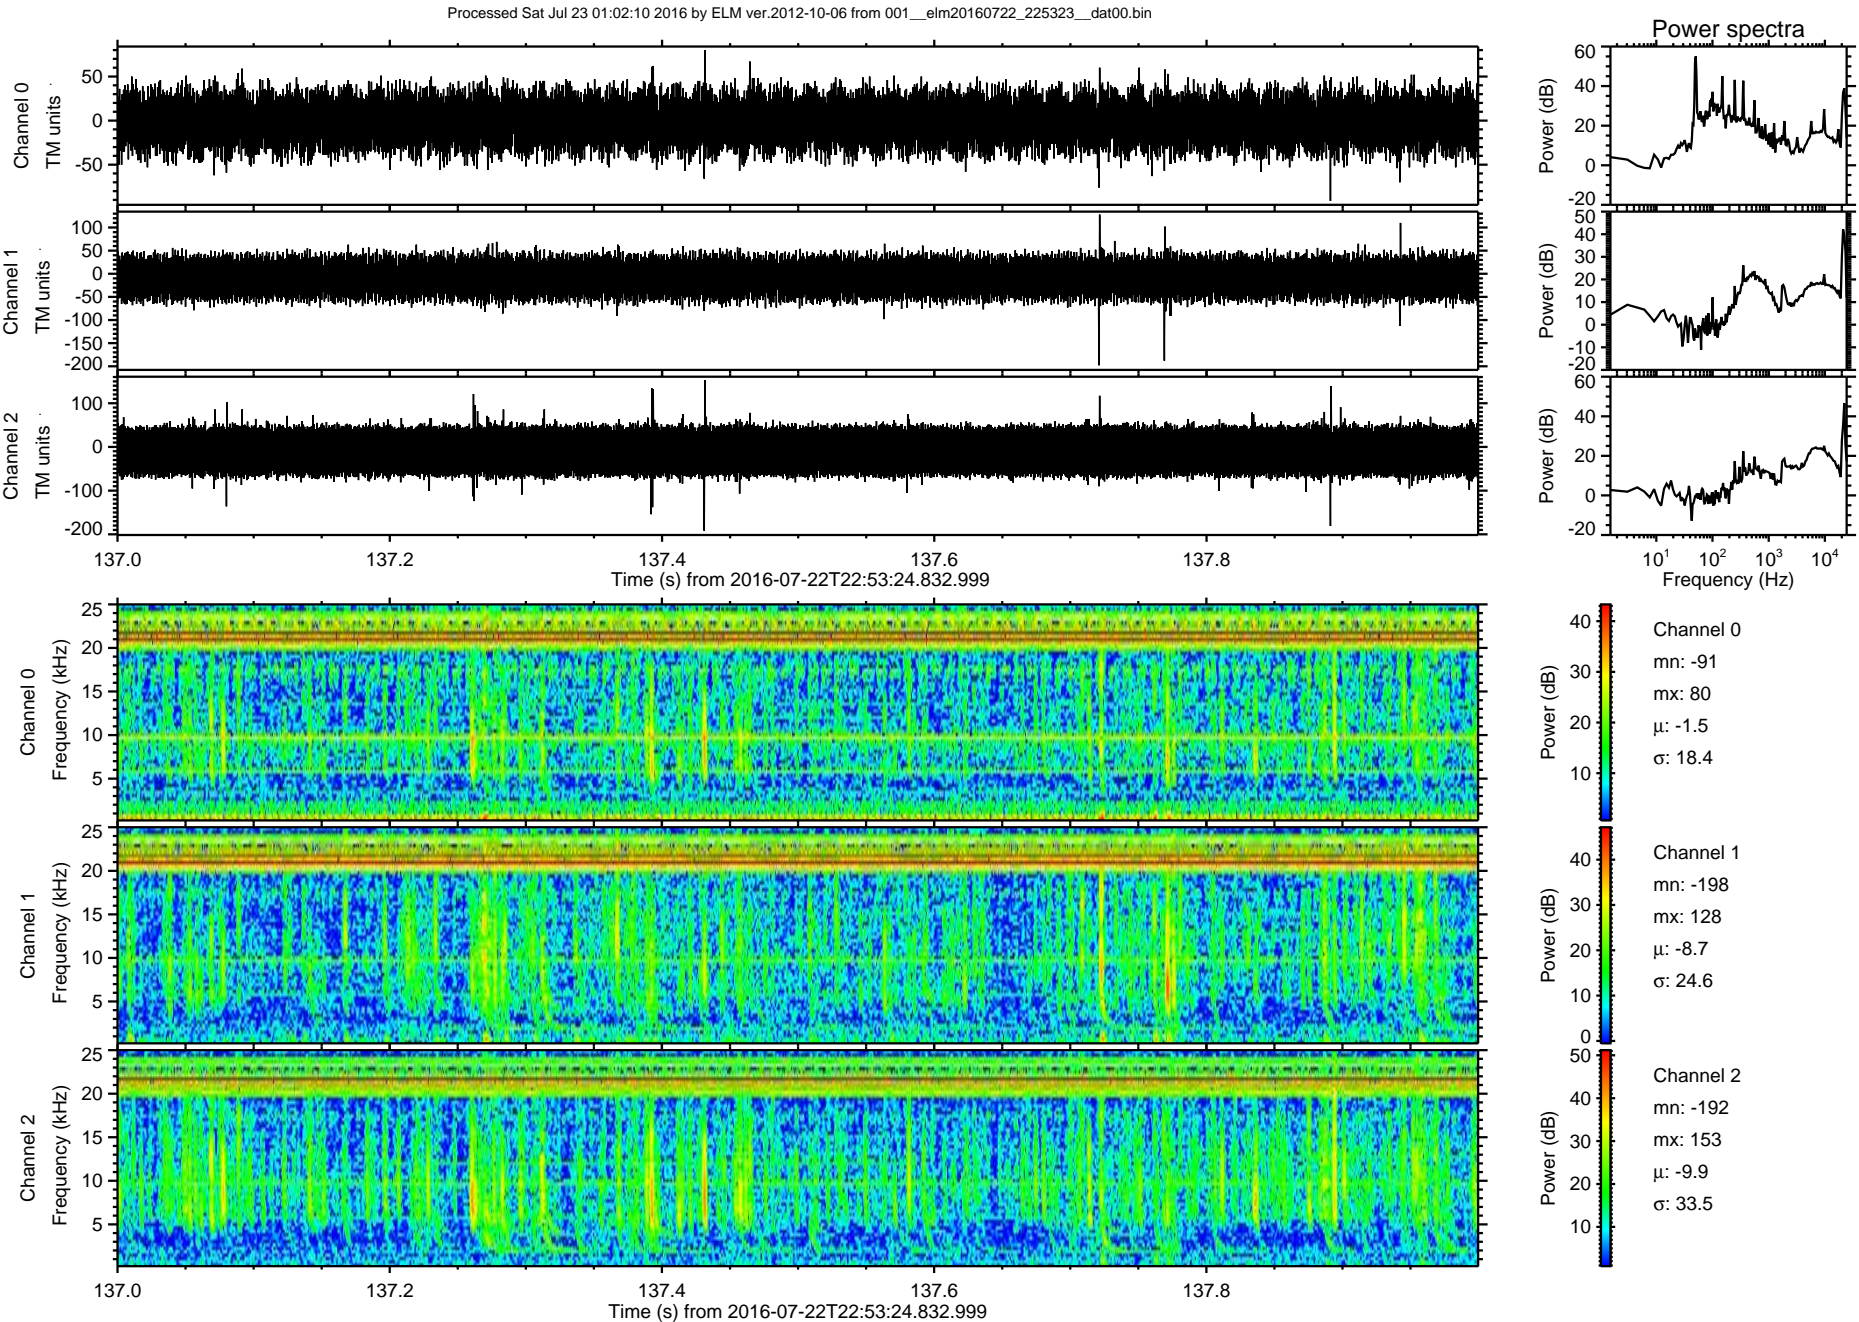 Processed Sat Jul 23 01:02:10 2016 by ELM ver.2012-10-06 from 001__elm20160722_225323__dat00.bin
Power spectra
Channel 0
TM units
50
0
-50
Power (dB)
60
40
20
0
-20
Channel 1
TM units
100
50
0
-50
-100
-150
-200
Power (dB)
50
40
30
20
10
0
-10
-20
Channel 2
TM units
100
0
-100
-200
Power (dB)
60
40
20
0
-20
137.0 137.2 137.4 137.6 137.8
Time (s) from 2016-07-22T22:53:24.832.999
10¹ 10² 10³ 10⁴
Frequency (Hz)
Channel 0
Frequency (kHz)
25
20
15
10
5
Power (dB)
40
30
20
10
Channel 0
mn: -91
mx: 80
µ: -1.5
σ: 18.4
Channel 1
Frequency (kHz)
25
20
15
10
5
Power (dB)
40
30
20
10
0
Channel 1
mn: -198
mx: 128
µ: -8.7
σ: 24.6
Channel 2
Frequency (kHz)
25
20
15
10
5
Power (dB)
50
40
30
20
10
Channel 2
mn: -192
mx: 153
µ: -9.9
σ: 33.5
137.0 137.2 137.4 137.6 137.8
Time (s) from 2016-07-22T22:53:24.832.999